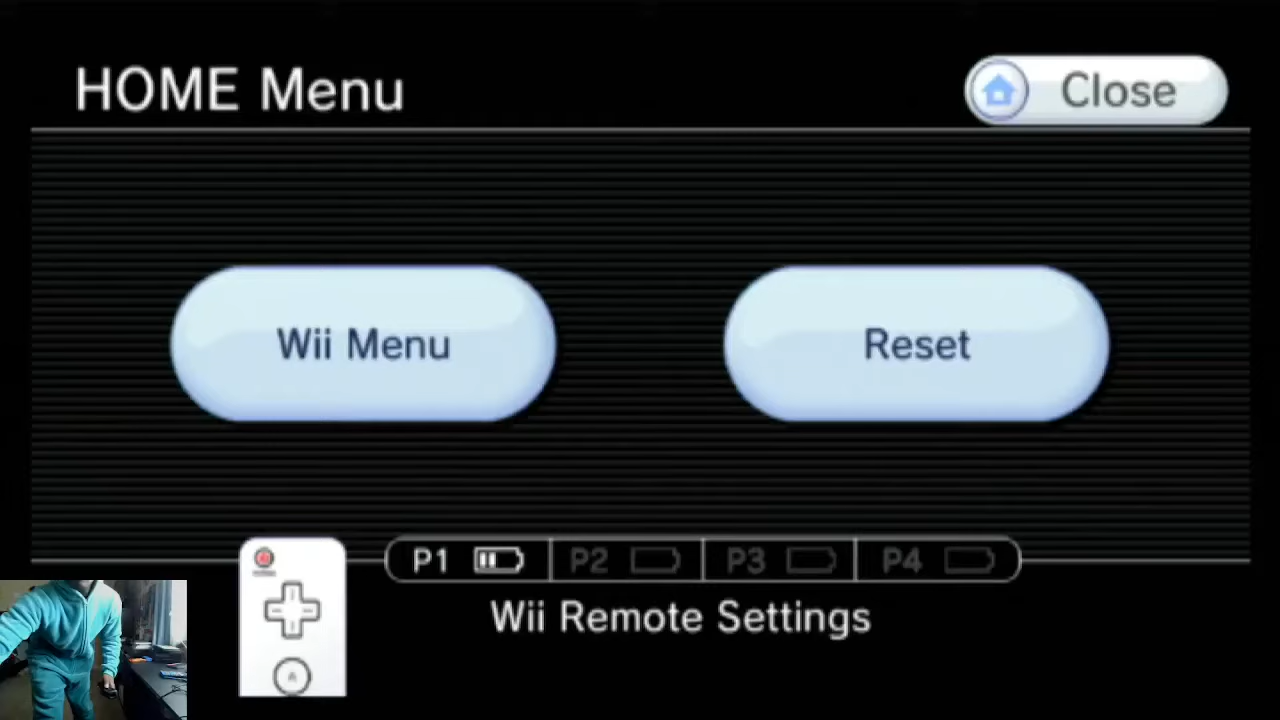 HOME Menu
Close
Wii Menu
Reset
P1 P2 P3 P4
Wii Remote Settings